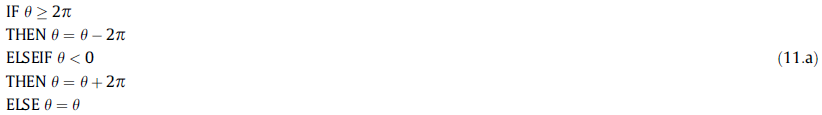 IF θ ≥ 2π
THEN θ = θ − 2π
ELSEIF θ < 0
(11.a)
THEN θ = θ + 2π
ELSE θ = θ